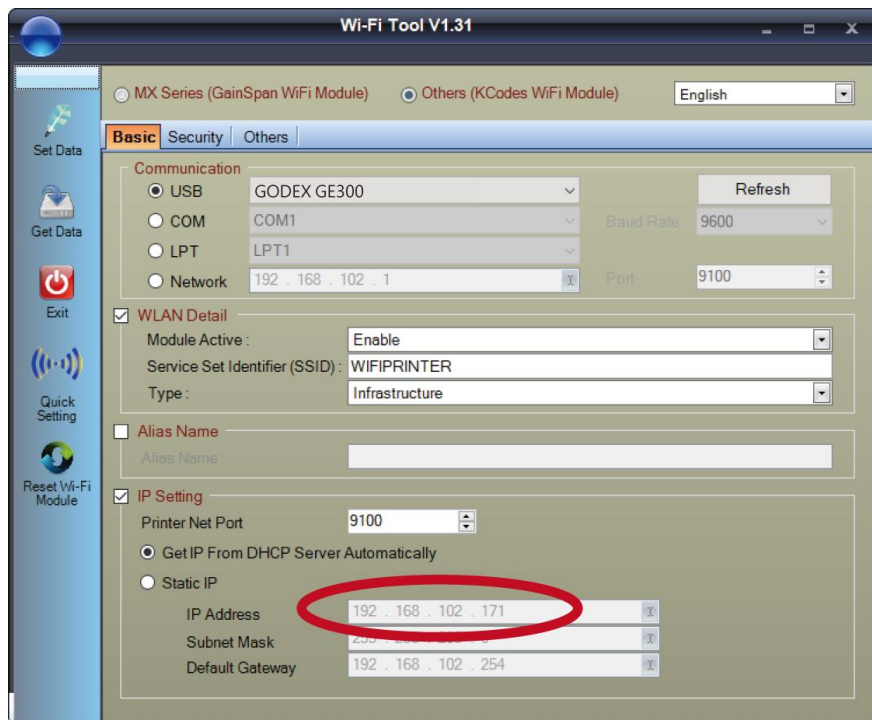 Wi-Fi Tool V1.31
MX Series (GainSpan WiFi Module) Others (KCodes WiFi Module) English
Basic Security Others
Set Data
Get Data
Exit
Quick
Setting
Reset Wi-Fi
Module
Communication
USB GODEX GE300 Refresh
COM COM1 Baud Rate 9600
LPT LPT1
Network 192 . 168 . 102 . 1 Port 9100
WLAN Detail
Module Active : Enable
Service Set Identifier (SSID) : WIFIPRINTER
Type : Infrastructure
Alias Name
Alias Name :
IP Setting
Printer Net Port 9100
Get IP From DHCP Server Automatically
Static IP
IP Address 192 . 168 . 102 . 171
Subnet Mask
Default Gateway 192 . 168 . 102 . 254